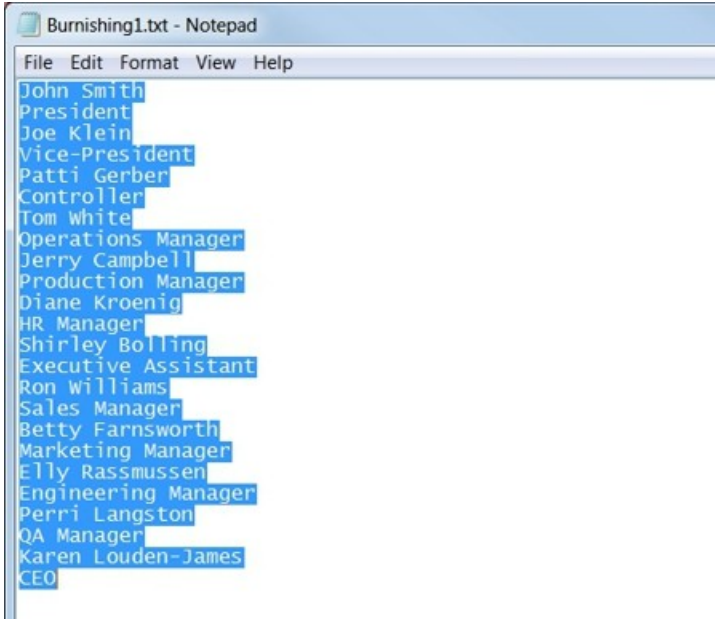 Burnishing1.txt - Notepad
File Edit Format View Help
John Smith
President
Joe Klein
Vice-President
Patti Gerber
Controller
Tom White
Operations Manager
Jerry Campbell
Production Manager
Diane Kroenig
HR Manager
Shirley Bolling
Executive Assistant
Ron Williams
Sales Manager
Betty Farnsworth
Marketing Manager
Elly Rassmussen
Engineering Manager
Perri Langston
QA Manager
Karen Louden-James
CEO